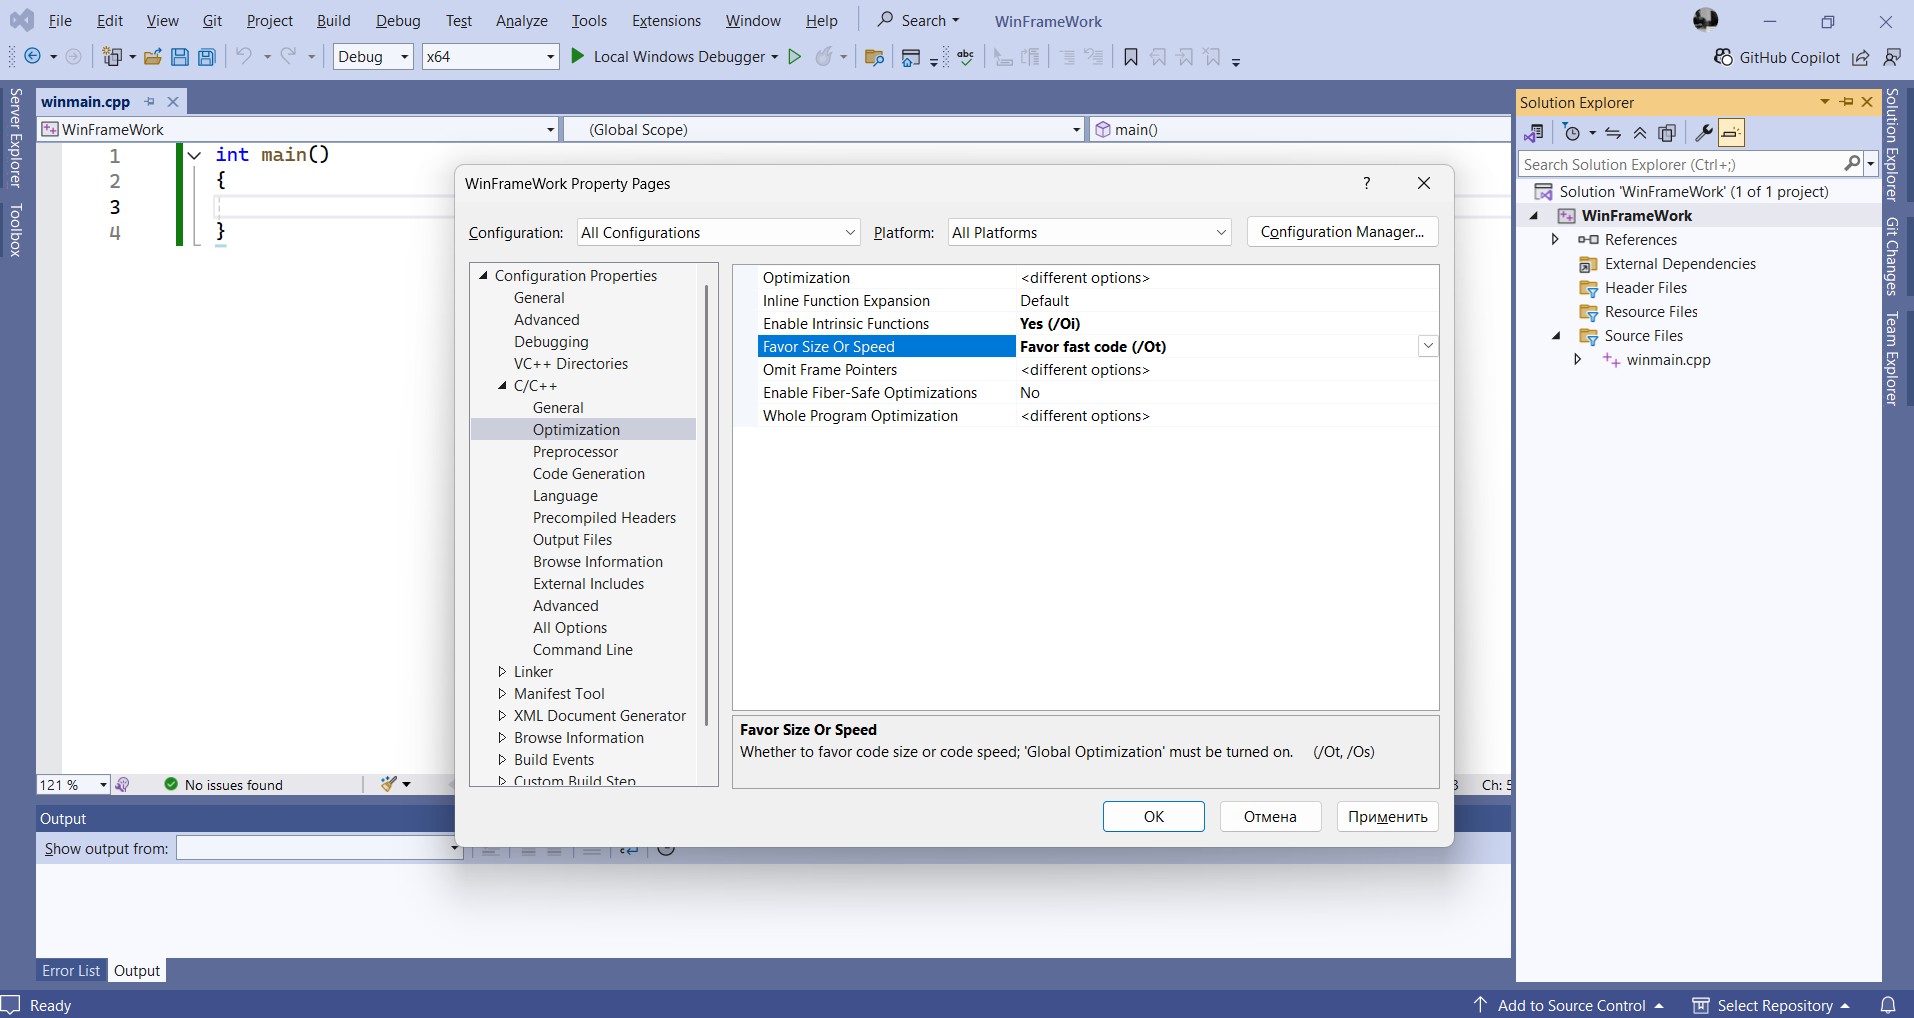 File Edit View Git Project Build Debug Test Analyze Tools Extensions Window Help Search WinFrameWork
Debug x64 Local Windows Debugger abc GitHub Copilot
Server Explorer
Toolbox
winmain.cpp
WinFrameWork (Global Scope) main()
1 int main()
2 {
3
4 }
WinFrameWork Property Pages ?
Configuration: All Configurations Platform: All Platforms Configuration Manager...
Configuration Properties
General
Advanced
Debugging
VC++ Directories
C/C++
General
Optimization
Preprocessor
Code Generation
Language
Precompiled Headers
Output Files
Browse Information
External Includes
Advanced
All Options
Command Line
Linker
Manifest Tool
XML Document Generator
Browse Information
Build Events
Custom Build Step
Optimization <different options>
Inline Function Expansion Default
Enable Intrinsic Functions Yes (/Oi)
Favor Size Or Speed Favor fast code (/Ot)
Omit Frame Pointers <different options>
Enable Fiber-Safe Optimizations No
Whole Program Optimization <different options>
Favor Size Or Speed
Whether to favor code size or code speed; 'Global Optimization' must be turned on. (/Ot, /Os)
OK Отмена Применить
Solution Explorer
Search Solution Explorer (Ctrl+;)
Solution 'WinFrameWork' (1 of 1 project)
WinFrameWork
References
External Dependencies
Header Files
Resource Files
Source Files
winmain.cpp
Solution Explorer
Git Changes
Team Explorer
121 % No issues found Ch:
Output
Show output from:
Error List Output
Ready Add to Source Control Select Repository